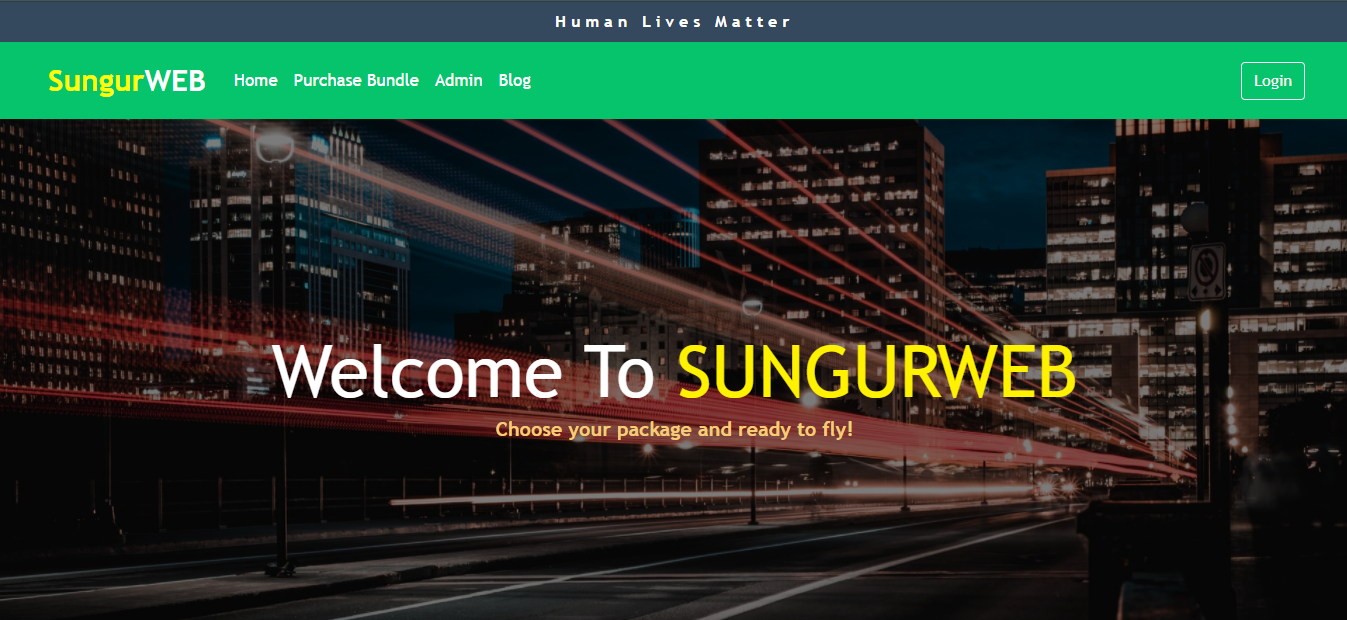 Human Lives Matter
SungurWEB Home Purchase Bundle Admin Blog Login
Welcome To SUNGURWEB
Choose your package and ready to fly!